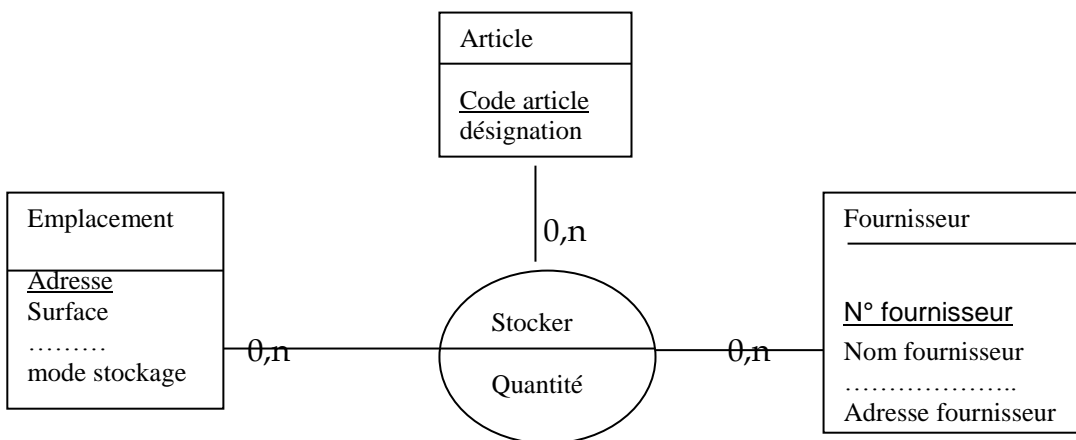 Article
Code article
désignation
Emplacement
Adresse
Surface
………
mode stockage
0,n
0,n
Stocker
Quantité
0,n
Fournisseur
N° fournisseur
Nom fournisseur
………………..
Adresse fournisseur